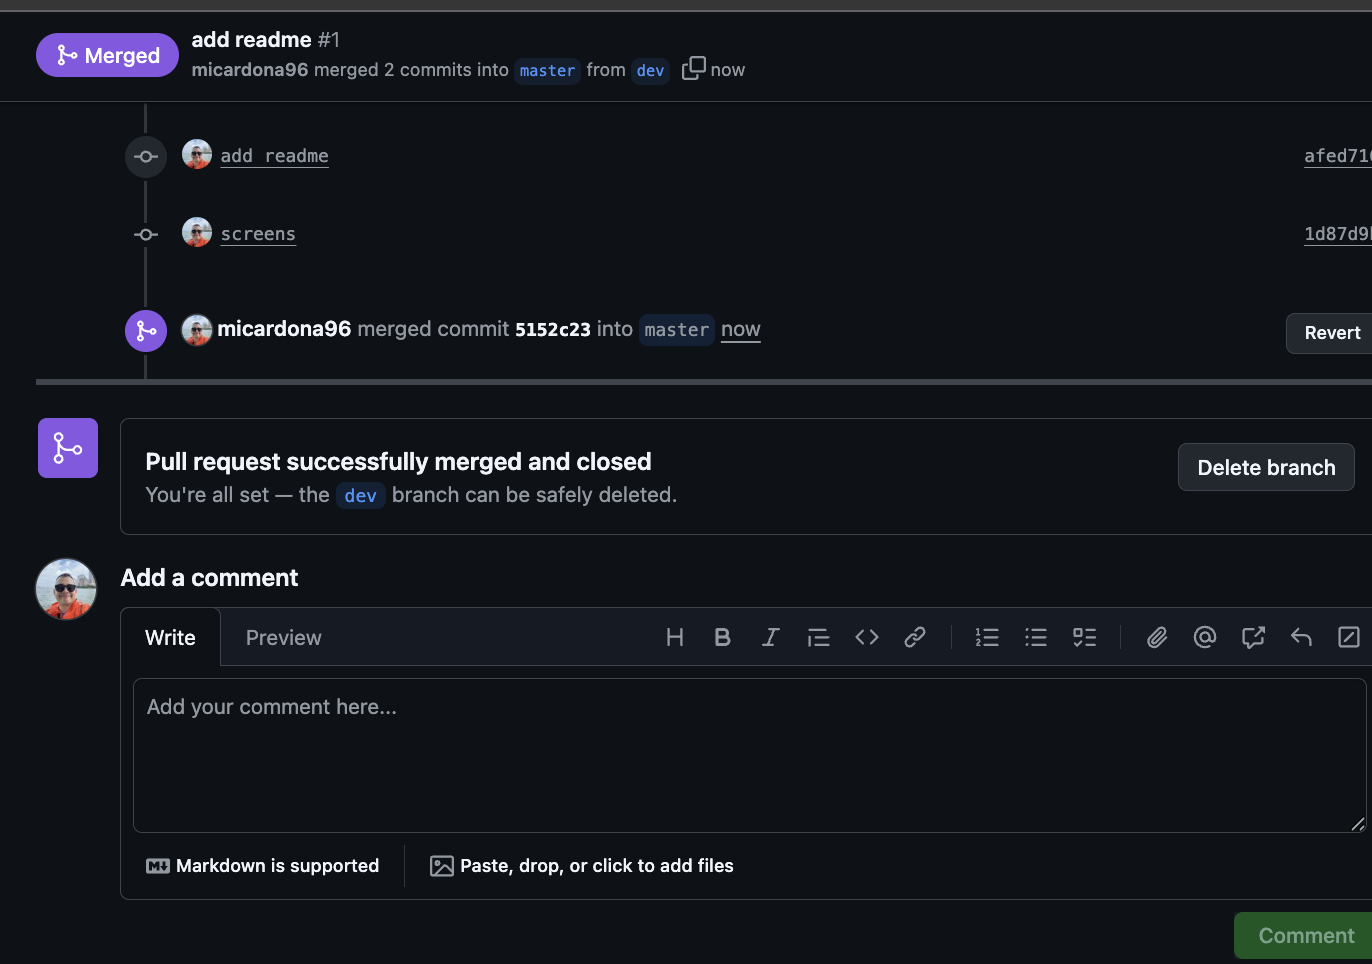 Merged
add readme #1
micardona96 merged 2 commits into master from dev now
add readme
screens
1d87d9
micardona96 merged commit 5152c23 into master now
Revert
Pull request successfully merged and closed
You're all set — the dev branch can be safely deleted.
Delete branch
Add a comment
Write Preview
Add your comment here...
Markdown is supported
Paste, drop, or click to add files
Comment